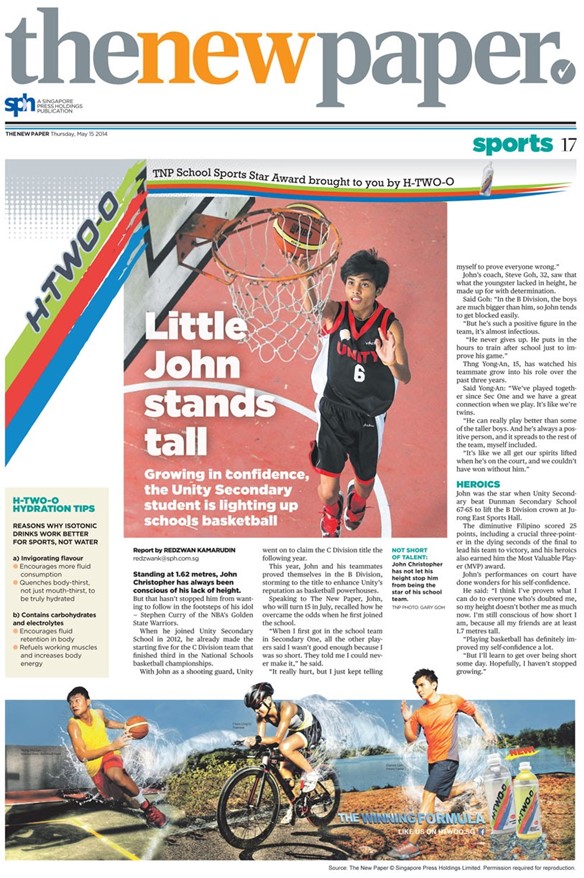 thenewpaper.
sph A SINGAPORE
PRESS HOLDINGS
PUBLICATION
THE NEW PAPER Thursday, May 15 2014
sports 17
TNP School Sports Star Award brought to you by H-TWO-O
H-TWO-O
UNITY
6
Little
John
stands
tall
Growing in confidence,
the Unity Secondary
student is lighting up
schools basketball
H-TWO-O
HYDRATION TIPS
REASONS WHY ISOTONIC
DRINKS WORK BETTER
FOR SPORTS, NOT WATER
a) Invigorating flavour
Encourages more fluid
consumption
Quenches body-thirst,
not just mouth-thirst, to
be truly hydrated
b) Contains carbohydrates
and electrolytes
Encourages fluid
retention in body
Refuels working muscles
and increases body
energy
Report by REDZWAN KAMARUDIN
redzwank@sph.com.sg
Standing at 1.62 metres, John
Christopher has always been
conscious of his lack of height.
But that hasn't stopped him from want-
ing to follow in the footsteps of his idol
– Stephen Curry of the NBA's Golden
State Warriors.
When he joined Unity Secondary
School in 2012, he already made the
starting five for the C Division team that
finished third in the National Schools
basketball championships.
With John as a shooting guard, Unity
went on to claim the C Division title the
following year.
This year, John and his teammates
proved themselves in the B Division,
storming to the title to enhance Unity's
reputation as basketball powerhouses.
Speaking to The New Paper, John,
who will turn 15 in July, recalled how he
overcame the odds when he first joined
the school.
"When I first got in the school team
in Secondary One, all the other play-
ers said I wasn't good enough because I
was so short. They told me I could nev-
er make it," he said.
"It really hurt, but I just kept telling
NOT SHORT
OF TALENT:
John Christopher
has not let his
height stop him
from being the
star of his school
team.
TNP PHOTO: GARY GOH
myself to prove everyone wrong."
John's coach, Steve Goh, 32, saw that
what the youngster lacked in height, he
made up for with determination.
Said Goh: "In the B Division, the boys
are much bigger than him, so John tends
to get blocked easily.
"But he's such a positive figure in the
team, it's almost infectious.
"He never gives up. He puts in the
hours to train after school just to im-
prove his game."
Thng Yong-An, 15, has watched his
teammate grow into his role over the
past three years.
Said Yong-An: "We've played togeth-
er since Sec One and we have a great
connection when we play. It's like we're
twins.
"He can really play better than some
of the taller boys. And he's always a pos-
itive person, and it spreads to the rest of
the team, myself included.
"It's like we all get our spirits lifted
when he's on the court, and we couldn't
have won without him."
HEROICS
John was the star when Unity Second-
ary beat Dunman Secondary School
67-65 to lift the B Division crown at Ju-
rong East Sports Hall.
The diminutive Filipino scored 25
points, including a crucial three-point-
er in the dying seconds of the final to
lead his team to victory, and his heroics
also earned him the Most Valuable Play-
er (MVP) award.
John's performances on court have
done wonders for his self-confidence.
He said: "I think I've proven what I
can do to everyone who's doubted me,
so my height doesn't bother me as much
now. I'm still conscious of how short I
am, because all my friends are at least
1.7 metres tall.
"Playing basketball has definitely im-
proved my self-confidence a lot.
"But I'll learn to get over being short
some day. Hopefully, I haven't stopped
growing."
NEW
H-TWO-O
H-TWO-O
THE WINNING FORMULA
LIKE US ON H2WOO.SG
Source: The New Paper © Singapore Press Holdings Limited. Permission required for reproduction.